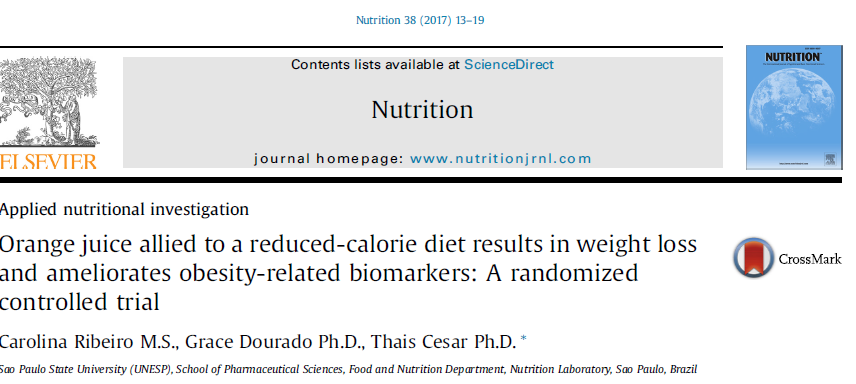 Nutrition 38 (2017) 13–19
Contents lists available at ScienceDirect
Nutrition
journal homepage: www.nutritionjrnl.com
ELSEVIER
NUTRITION
Applied nutritional investigation
Orange juice allied to a reduced-calorie diet results in weight loss
and ameliorates obesity-related biomarkers: A randomized
controlled trial
CrossMark
Carolina Ribeiro M.S., Grace Dourado Ph.D., Thais Cesar Ph.D. *
Sao Paulo State University (UNESP), School of Pharmaceutical Sciences, Food and Nutrition Department, Nutrition Laboratory, Sao Paulo, Brazil